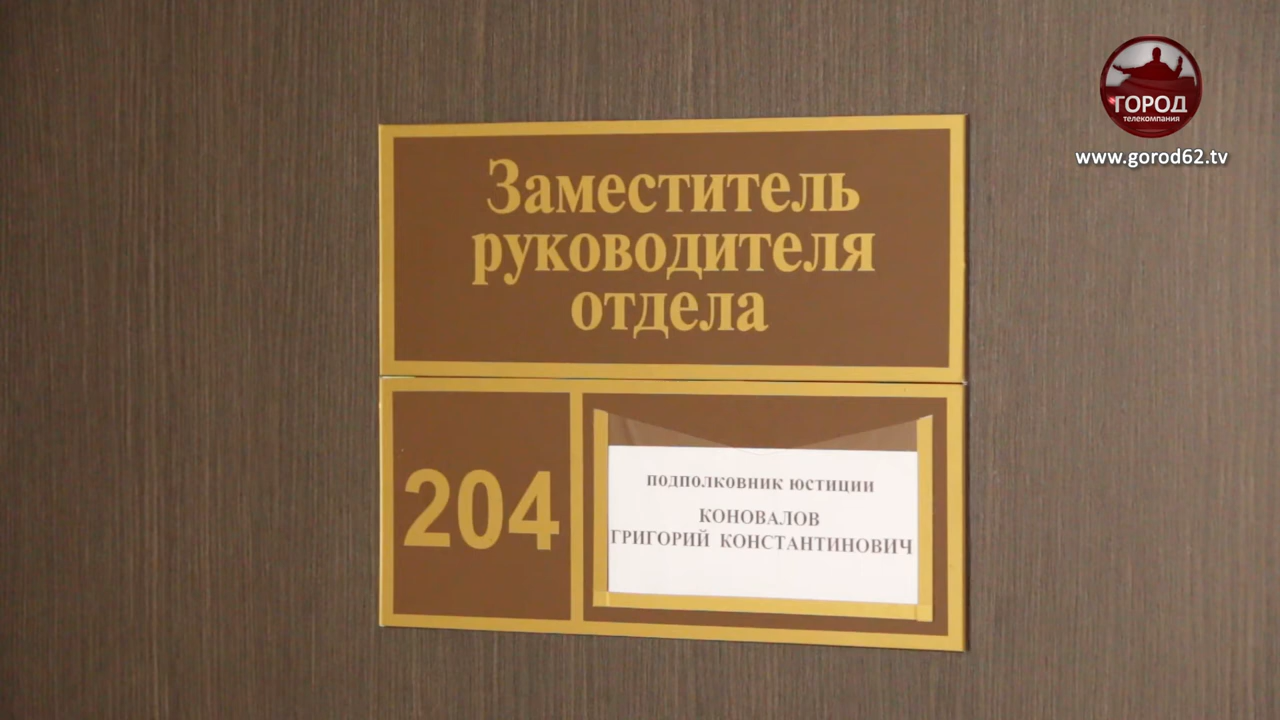 ГОРОД
телекомпания
www.gorod62.tv
Заместитель
руководителя
отдела
204
подполковник юстиции
КОНОВАЛОВ
ГРИГОРИЙ КОНСТАНТИНОВИЧ